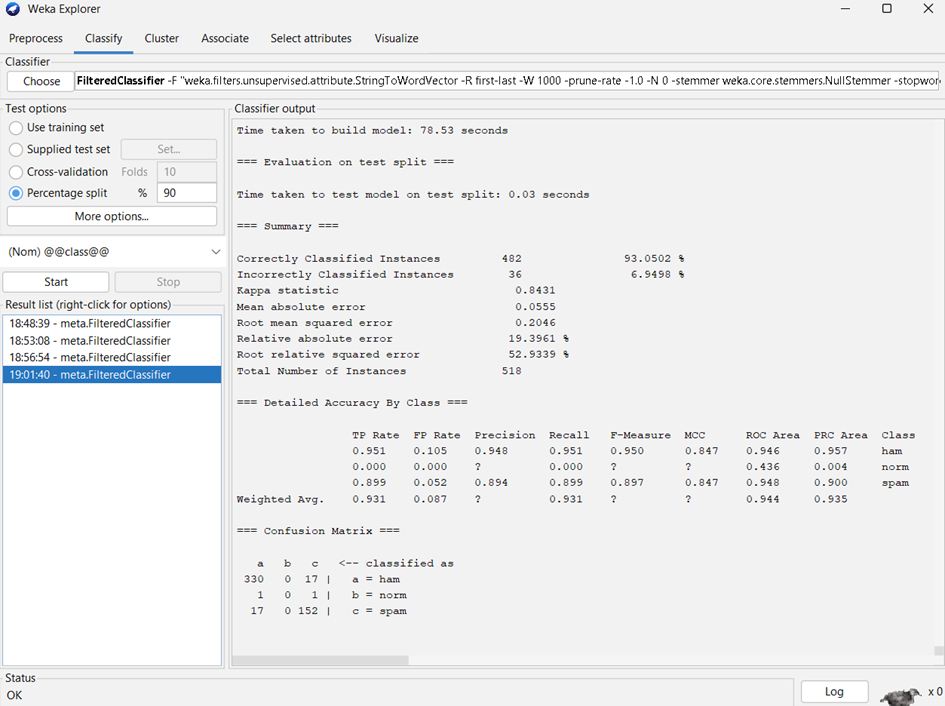 Weka Explorer
Preprocess Classify Cluster Associate Select attributes Visualize
Classifier
Choose FilteredClassifier -F "weka.filters.unsupervised.attribute.StringToWordVector -R first-last -W 1000 -prune-rate -1.0 -N 0 -stemmer weka.core.stemmers.NullStemmer -stopwor
Test options
Use training set
Supplied test set Set...
Cross-validation Folds 10
Percentage split % 90
More options...
(Nom) @@class@@
Start Stop
Result list (right-click for options)
18:48:39 - meta.FilteredClassifier
18:53:08 - meta.FilteredClassifier
18:56:54 - meta.FilteredClassifier
19:01:40 - meta.FilteredClassifier
Classifier output
Time taken to build model: 78.53 seconds
=== Evaluation on test split ===
Time taken to test model on test split: 0.03 seconds
=== Summary ===
Correctly Classified Instances 482 93.0502 %
Incorrectly Classified Instances 36 6.9498 %
Kappa statistic 0.8431
Mean absolute error 0.0555
Root mean squared error 0.2046
Relative absolute error 19.3961 %
Root relative squared error 52.9339 %
Total Number of Instances 518
=== Detailed Accuracy By Class ===
TP Rate FP Rate Precision Recall F-Measure MCC ROC Area PRC Area Class
0.951 0.105 0.948 0.951 0.950 0.847 0.946 0.957 ham
0.000 0.000 ? 0.000 ? ? 0.436 0.004 norm
0.899 0.052 0.894 0.899 0.897 0.847 0.948 0.900 spam
Weighted Avg. 0.931 0.087 ? 0.931 ? ? 0.944 0.935
=== Confusion Matrix ===
a b c <-- classified as
330 0 17 | a = ham
1 0 1 | b = norm
17 0 152 | c = spam
Status
OK
Log x 0